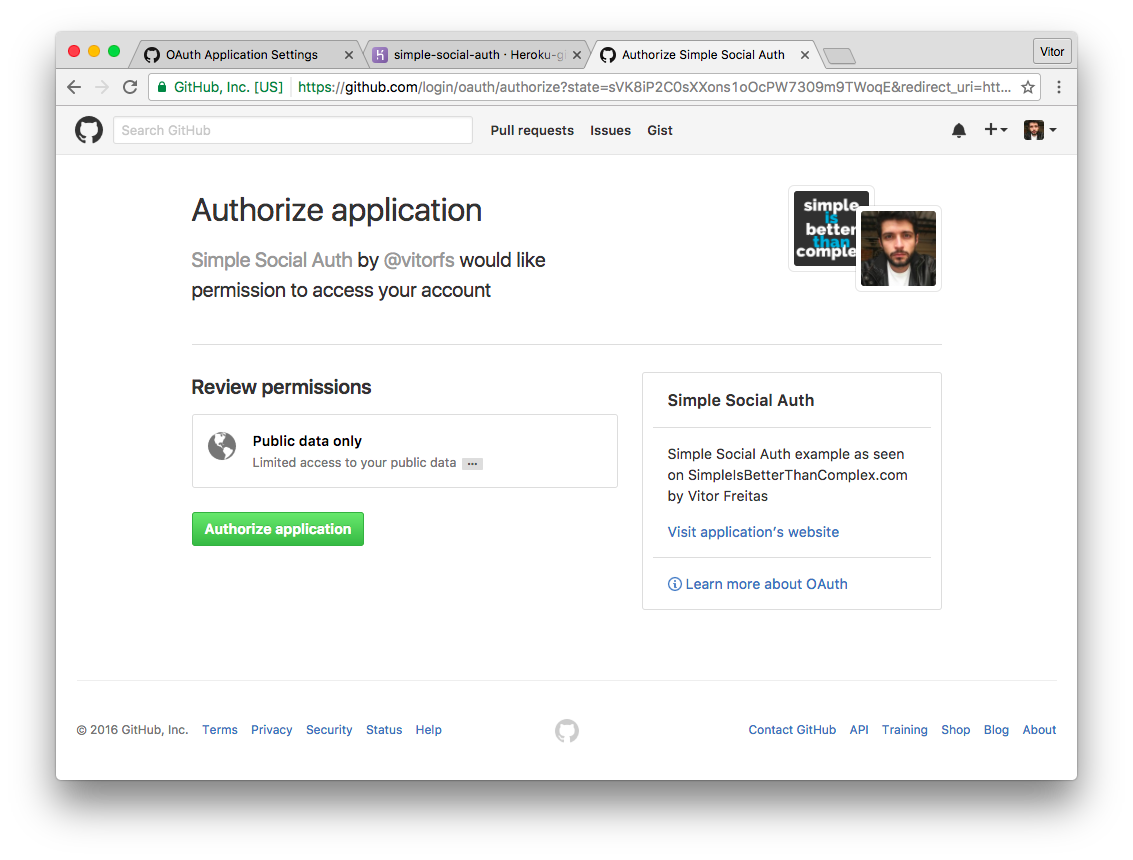 OAuth Application Settings
simple-social-auth · Heroku-gi
Authorize Simple Social Auth
Vitor
GitHub, Inc. [US]
https://github.com/login/oauth/authorize?state=sVK8iP2C0sXXons1oOcPW73O9m9TWoqE&redirect_uri=htt...
Search GitHub
Pull requests
Issues
Gist
Authorize application
Simple Social Auth by @vitorfs would like
permission to access your account
simple
is
better
than
comple
Review permissions
Public data only
Limited access to your public data ...
Authorize application
Simple Social Auth
Simple Social Auth example as seen
on SimpleIsBetterThanComplex.com
by Vitor Freitas
Visit application's website
Learn more about OAuth
© 2016 GitHub, Inc.
Terms
Privacy
Security
Status
Help
Contact GitHub
API
Training
Shop
Blog
About